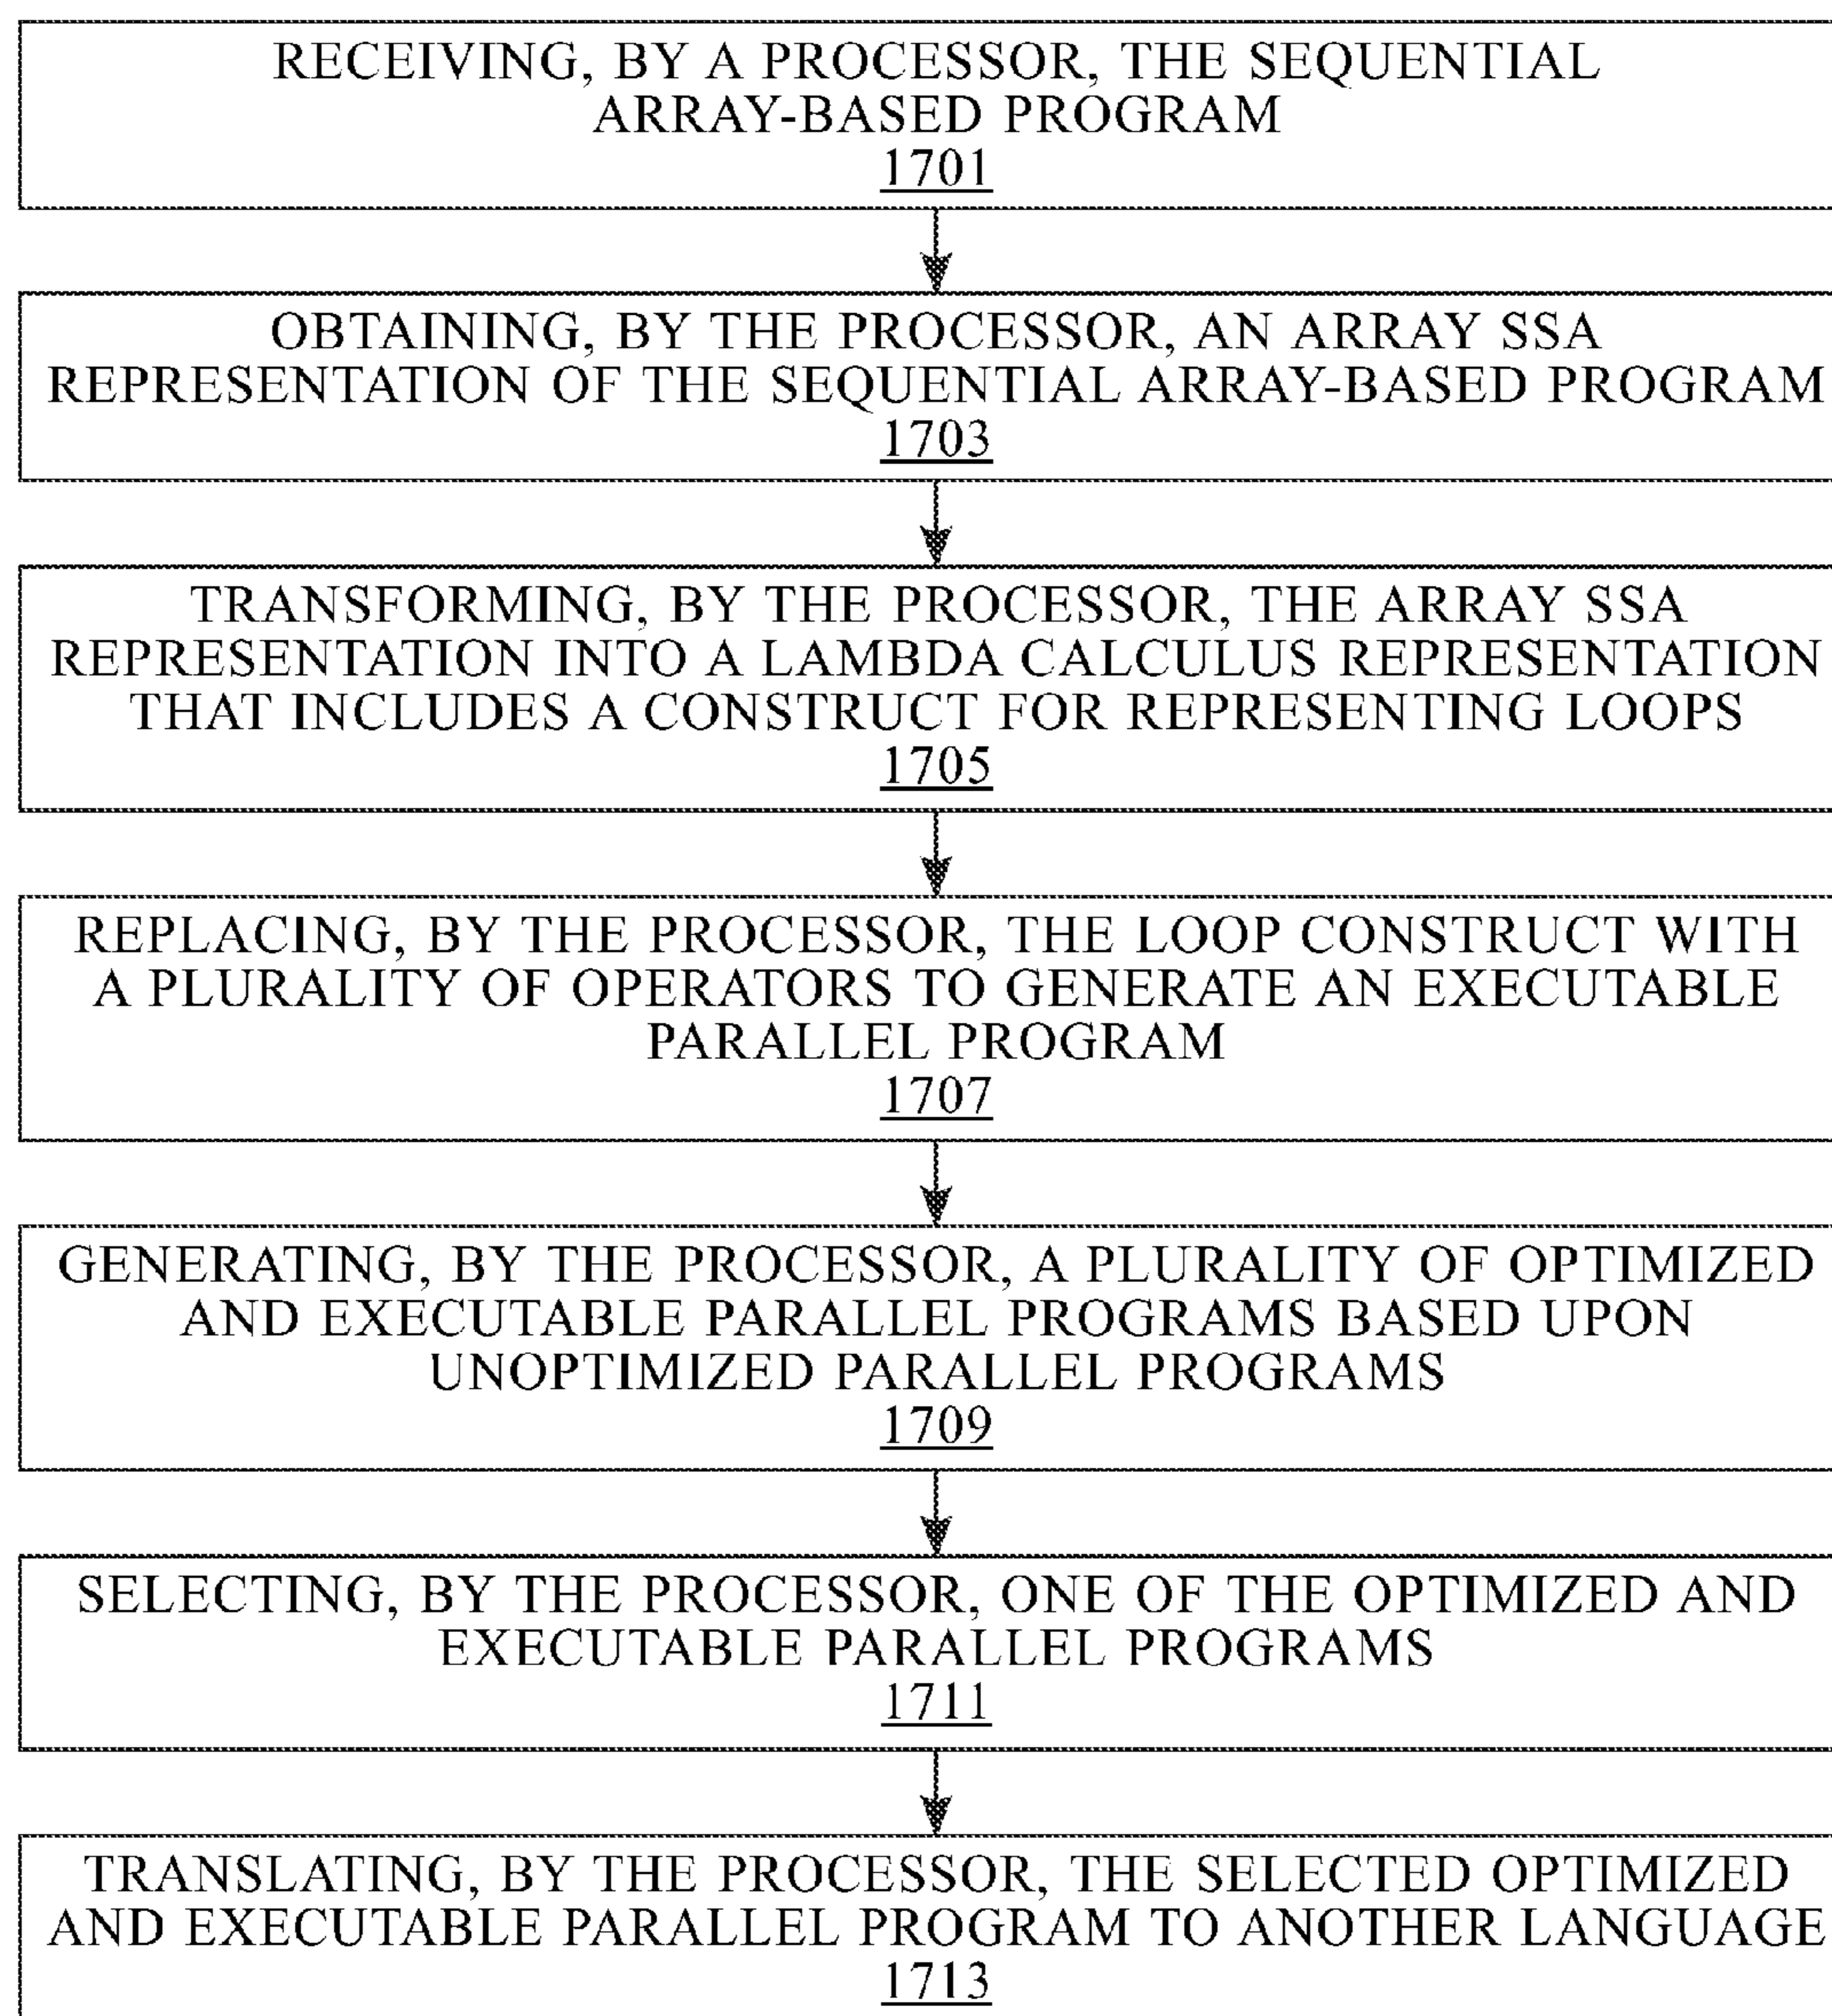 RECEIVING, BY A PROCESSOR, THE SEQUENTIAL
ARRAY-BASED PROGRAM
1701
OBTAINING, BY THE PROCESSOR, AN ARRAY SSA
REPRESENTATION OF THE SEQUENTIAL ARRAY-BASED PROGRAM
1703
TRANSFORMING, BY THE PROCESSOR, THE ARRAY SSA
REPRESENTATION INTO A LAMBDA CALCULUS REPRESENTATION
THAT INCLUDES A CONSTRUCT FOR REPRESENTING LOOPS
1705
REPLACING, BY THE PROCESSOR, THE LOOP CONSTRUCT WITH
A PLURALITY OF OPERATORS TO GENERATE AN EXECUTABLE
PARALLEL PROGRAM
1707
GENERATING, BY THE PROCESSOR, A PLURALITY OF OPTIMIZED
AND EXECUTABLE PARALLEL PROGRAMS BASED UPON
UNOPTIMIZED PARALLEL PROGRAMS
1709
SELECTING, BY THE PROCESSOR, ONE OF THE OPTIMIZED AND
EXECUTABLE PARALLEL PROGRAMS
1711
TRANSLATING, BY THE PROCESSOR, THE SELECTED OPTIMIZED
AND EXECUTABLE PARALLEL PROGRAM TO ANOTHER LANGUAGE
1713